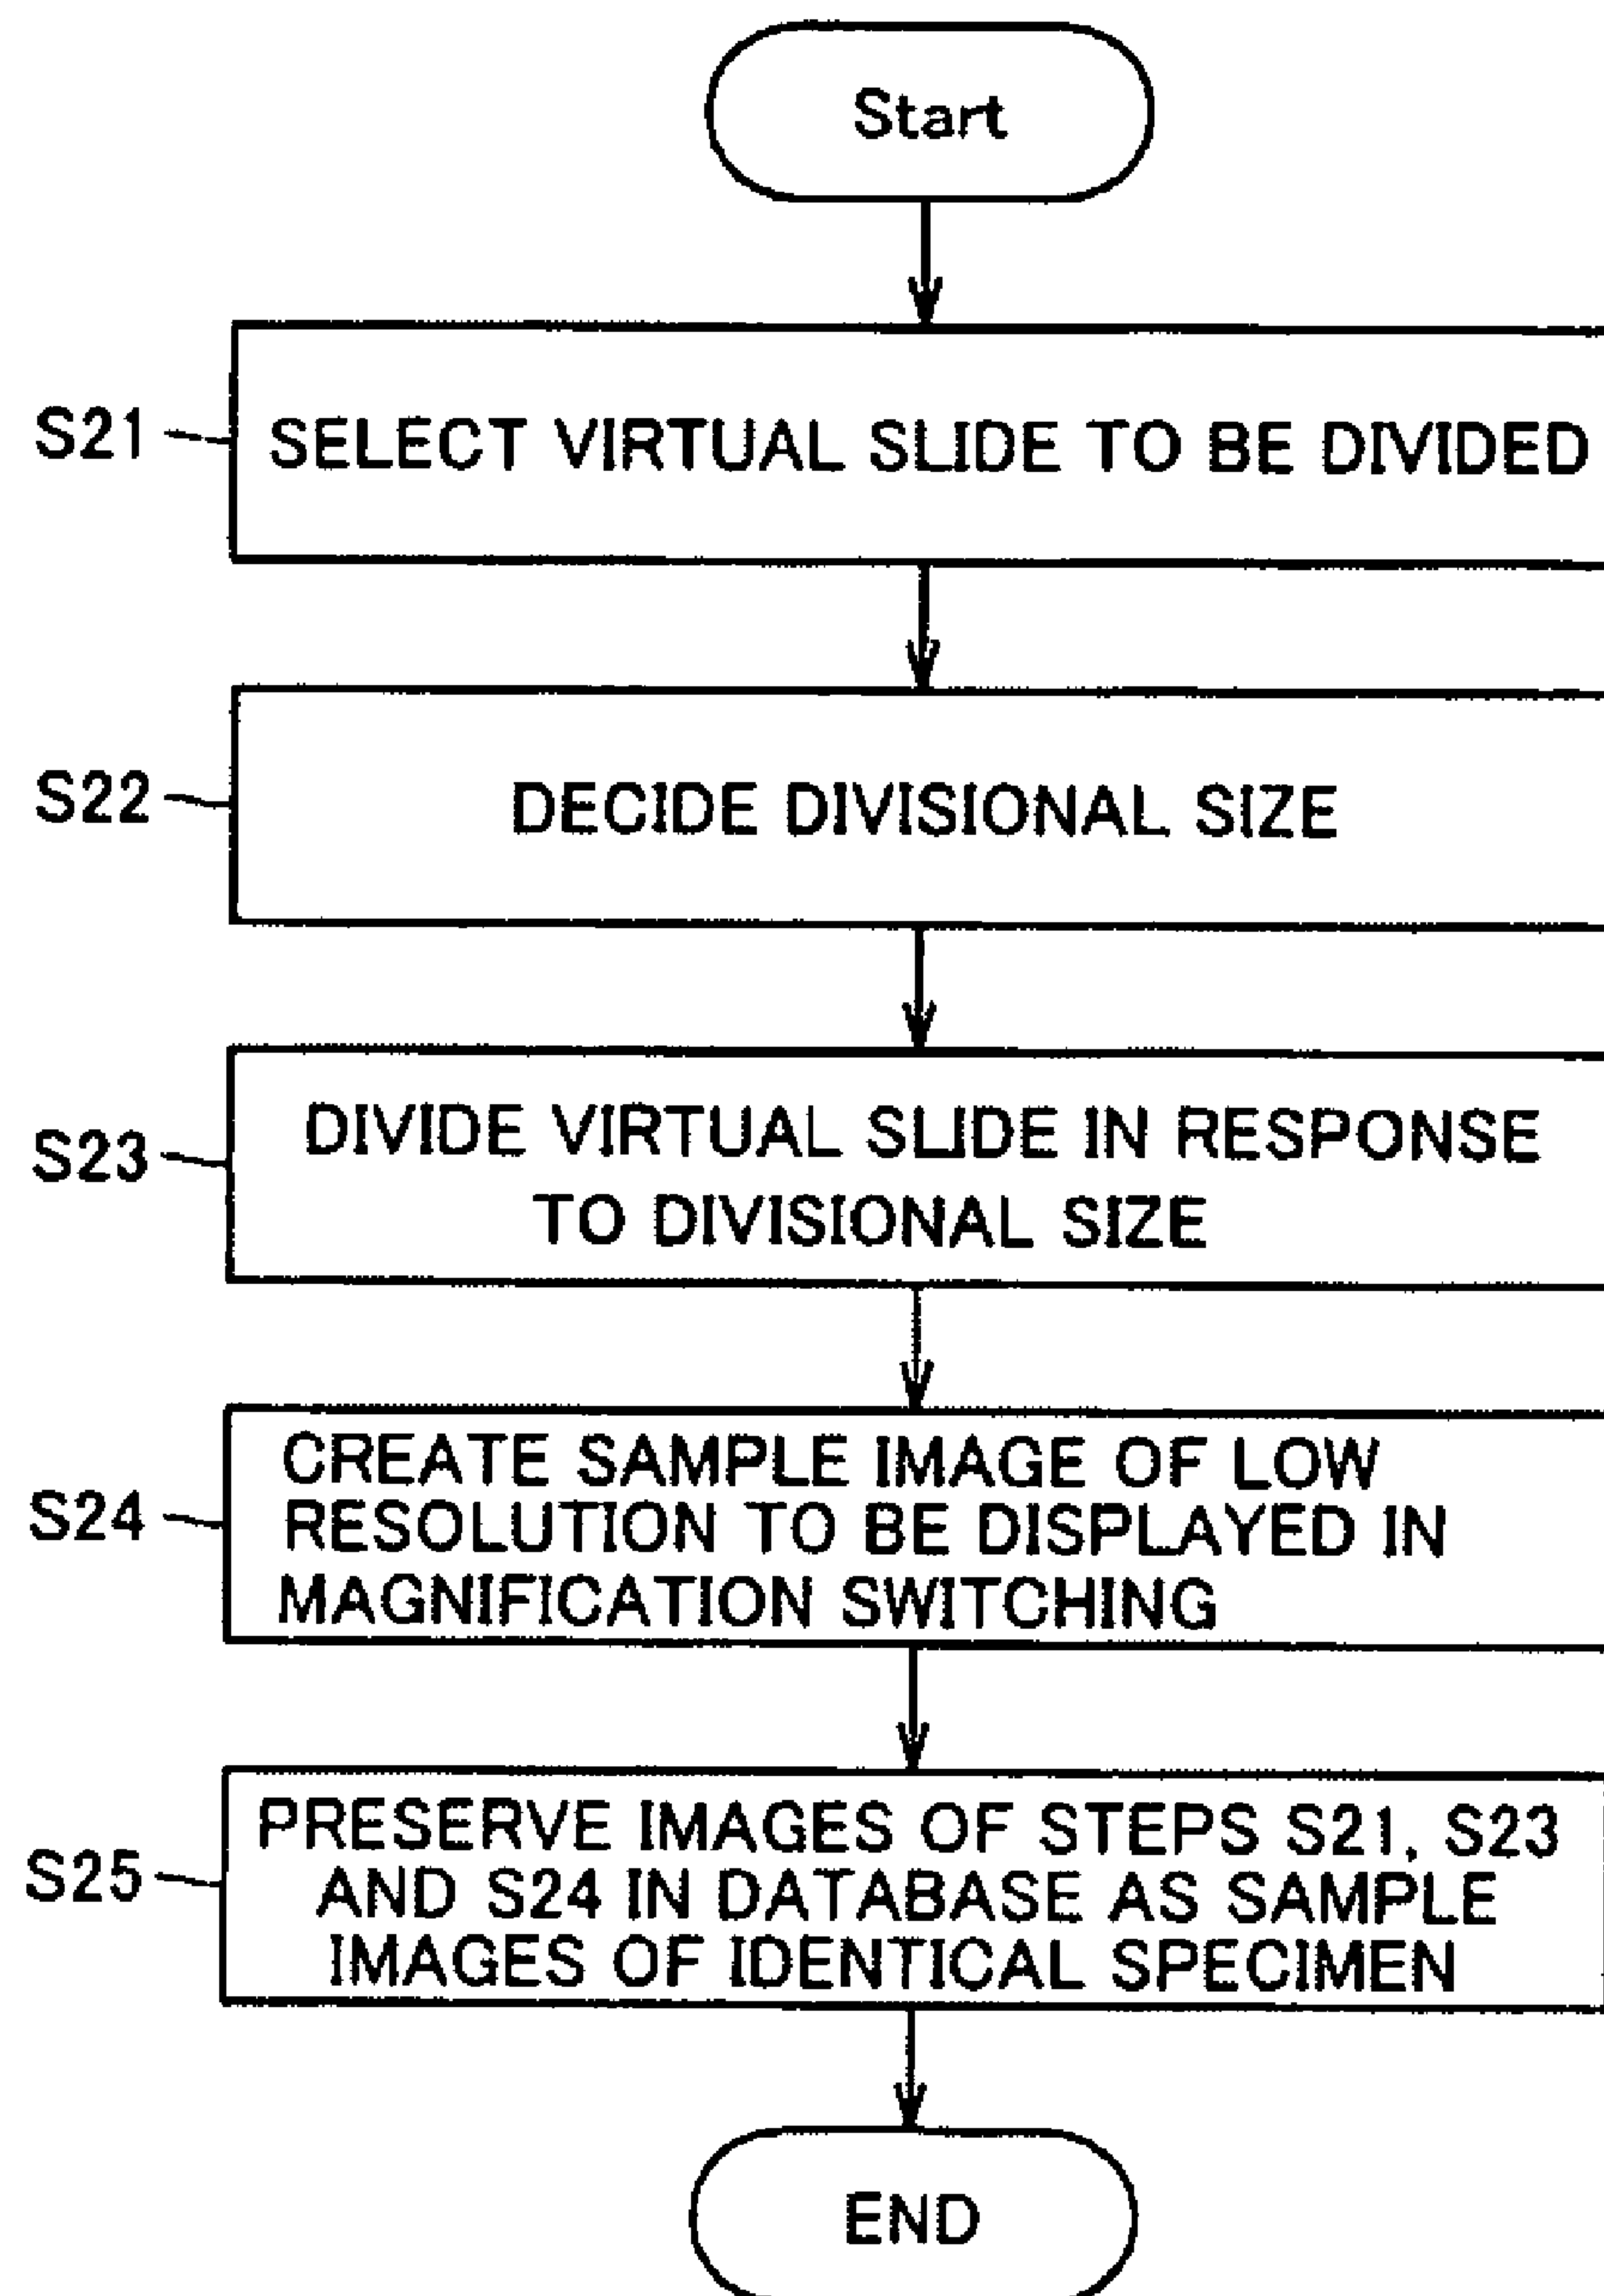 Start
S21
SELECT VIRTUAL SLIDE TO BE DIVIDED
S22
DECIDE DIVISIONAL SIZE
S23
DIVIDE VIRTUAL SLIDE IN RESPONSE
TO DIVISIONAL SIZE
S24
CREATE SAMPLE IMAGE OF LOW
RESOLUTION TO BE DISPLAYED IN
MAGNIFICATION SWITCHING
S25
PRESERVE IMAGES OF STEPS S21, S23
AND S24 IN DATABASE AS SAMPLE
IMAGES OF IDENTICAL SPECIMEN
END